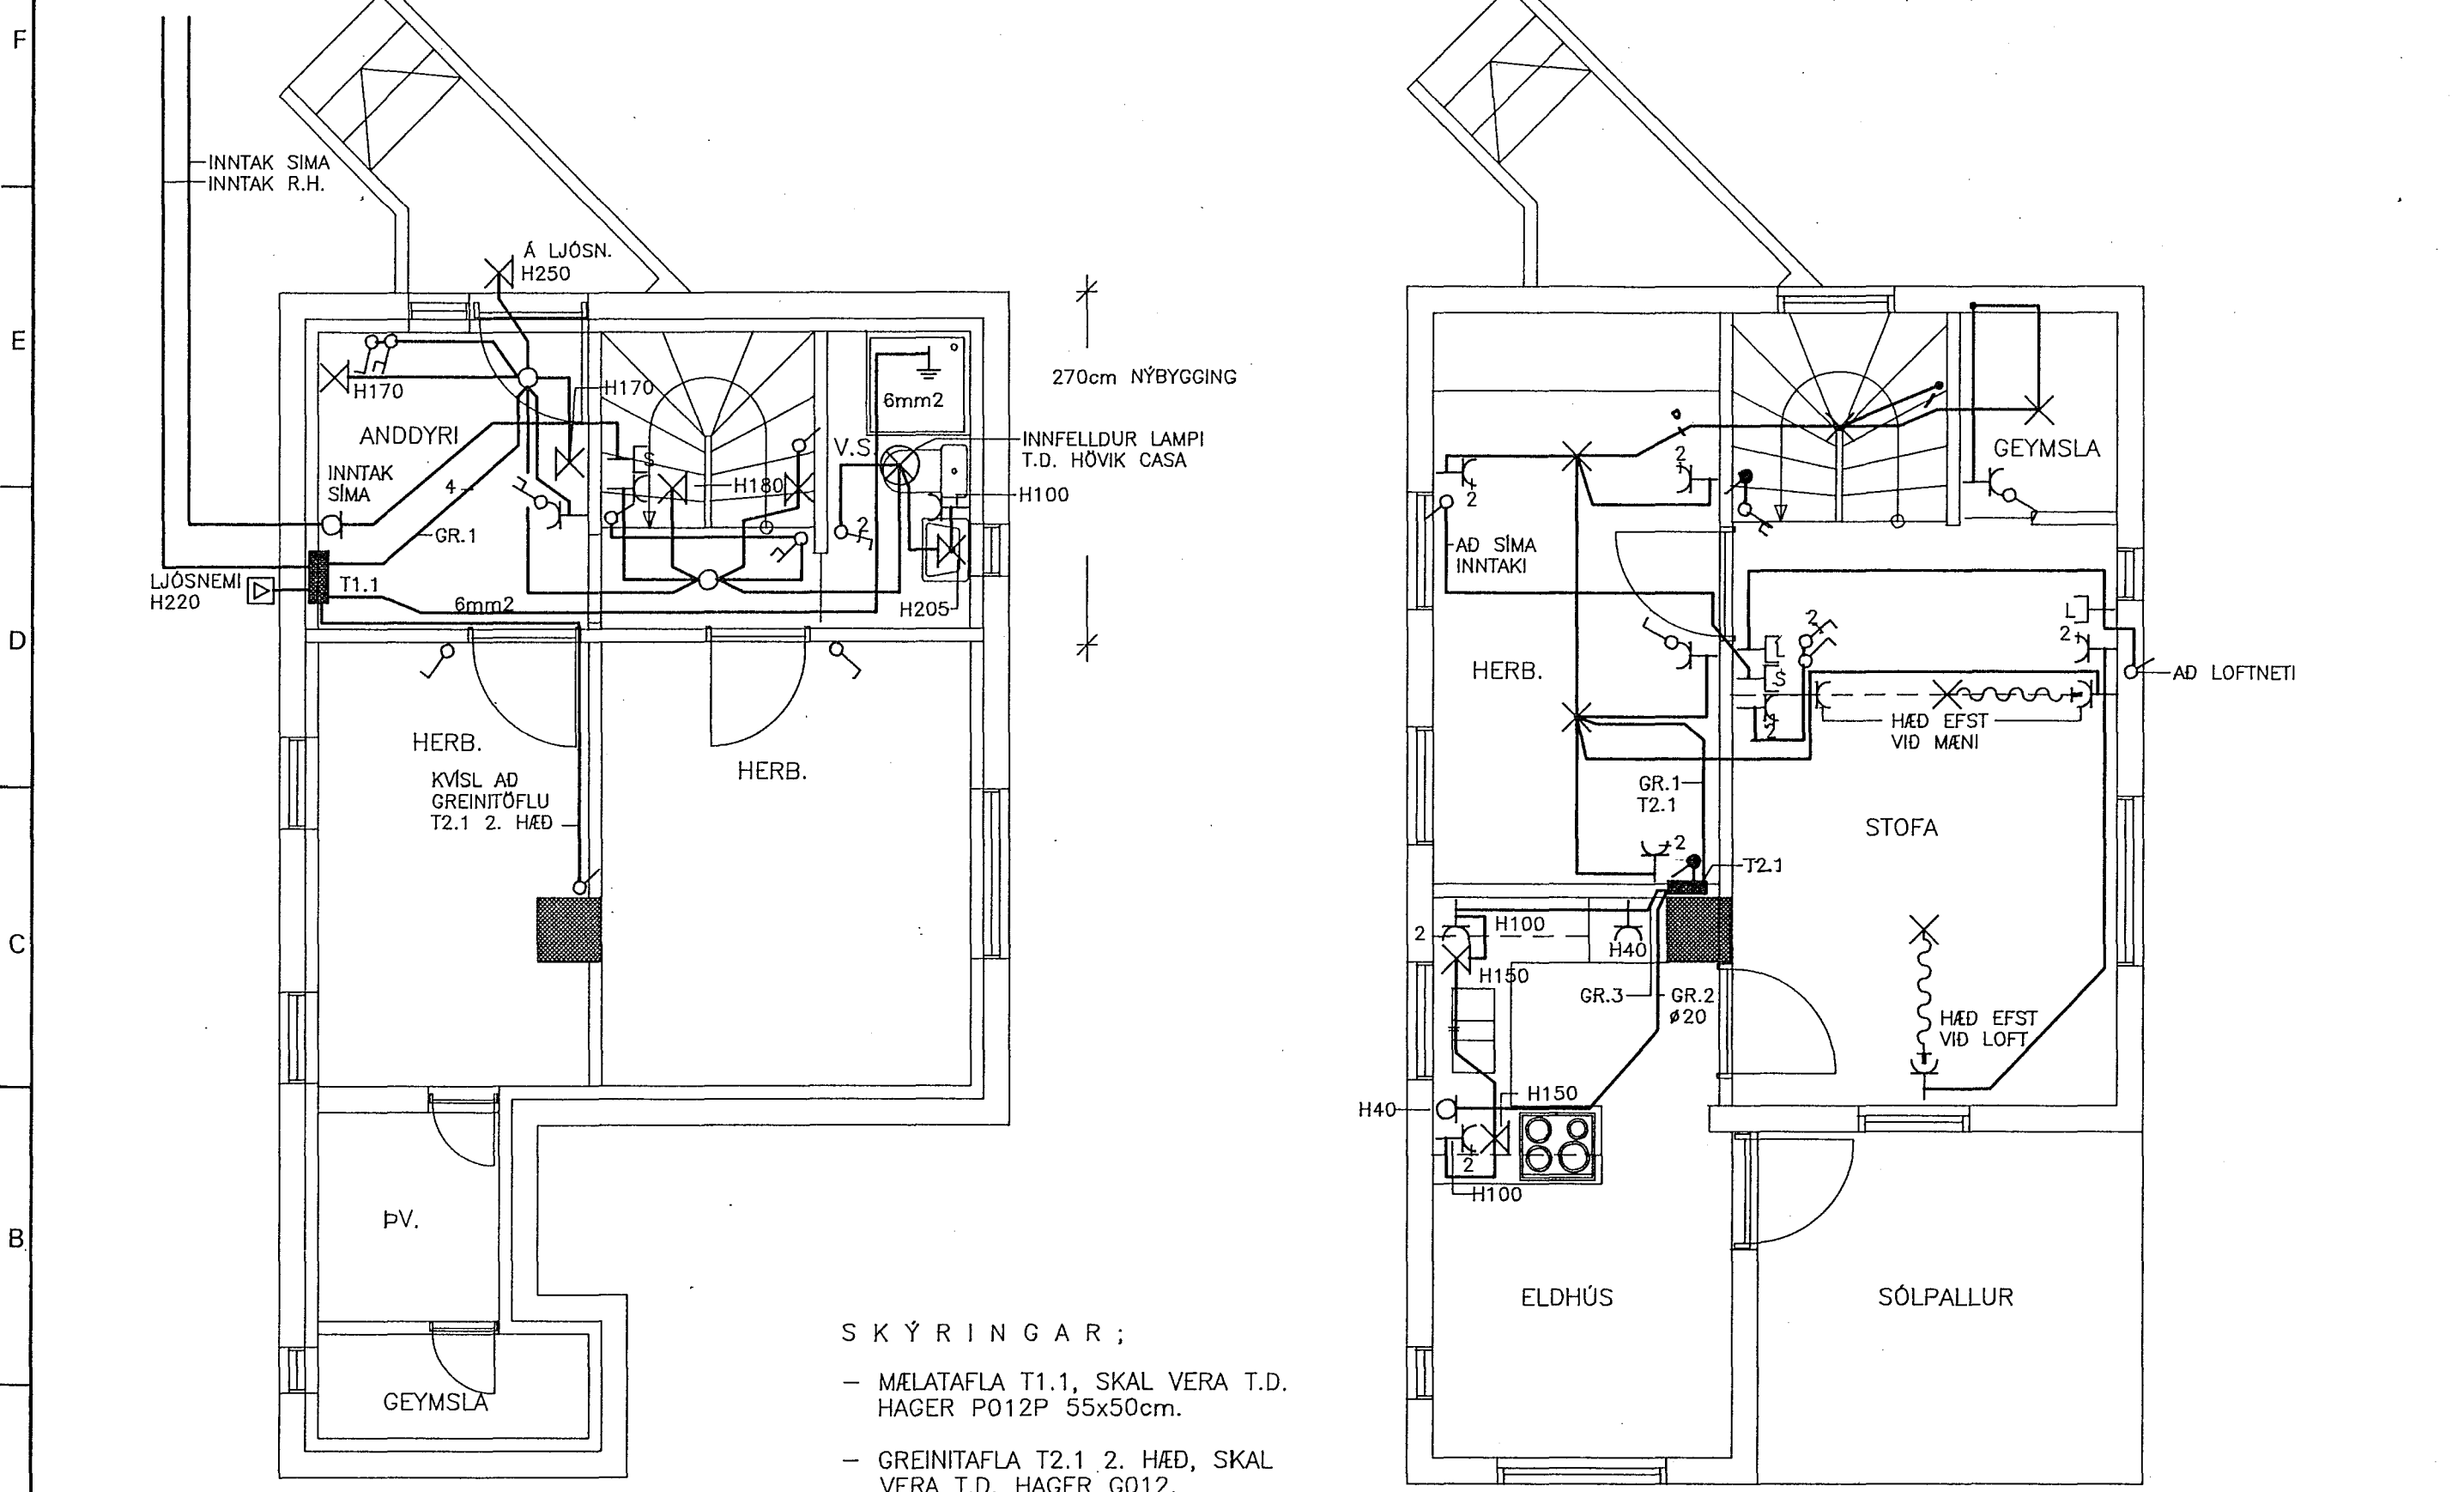 F
E
D
C
B
INNTAK SÍMA
INNTAK R.H.
Á LJÓSN.
H250
H170
H170
ANDDYRI
INNTAK
SÍMA
4
GR.1
LJÓSNEMI
H220
T1.1
6mm2
S
H180
V.S.
2
6mm2
INNFELLDUR LAMPI
T.D. HÖVIK CASA
H100
H205
270cm NÝBYGGING
HERB.
KVÍSL AÐ
GREINITÖFLU
T2.1 2. HÆÐ
HERB.
ÞV.
GEYMSLA
S K Ý R I N G A R ;
— MÆLATAFLA T1.1, SKAL VERA T.D.
HAGER P012P 55x50cm.
— GREINITAFLA T2.1 2. HÆÐ, SKAL
VERA T.D. HAGER G012.
GEYMSLA
2
2
AÐ SÍMA
INNTAKI
HERB.
2
L
S
2
L
2
AÐ LOFTNETI
HÆÐ EFST
VIÐ MÆNI
GR.1
T2.1
STOFA
2
T2.1
2
H100
H40
H150
GR.3
GR.2
ø20
HÆÐ EFST
VIÐ LOFT
H40
H150
2
H100
ELDHÚS
SÓLPALLUR